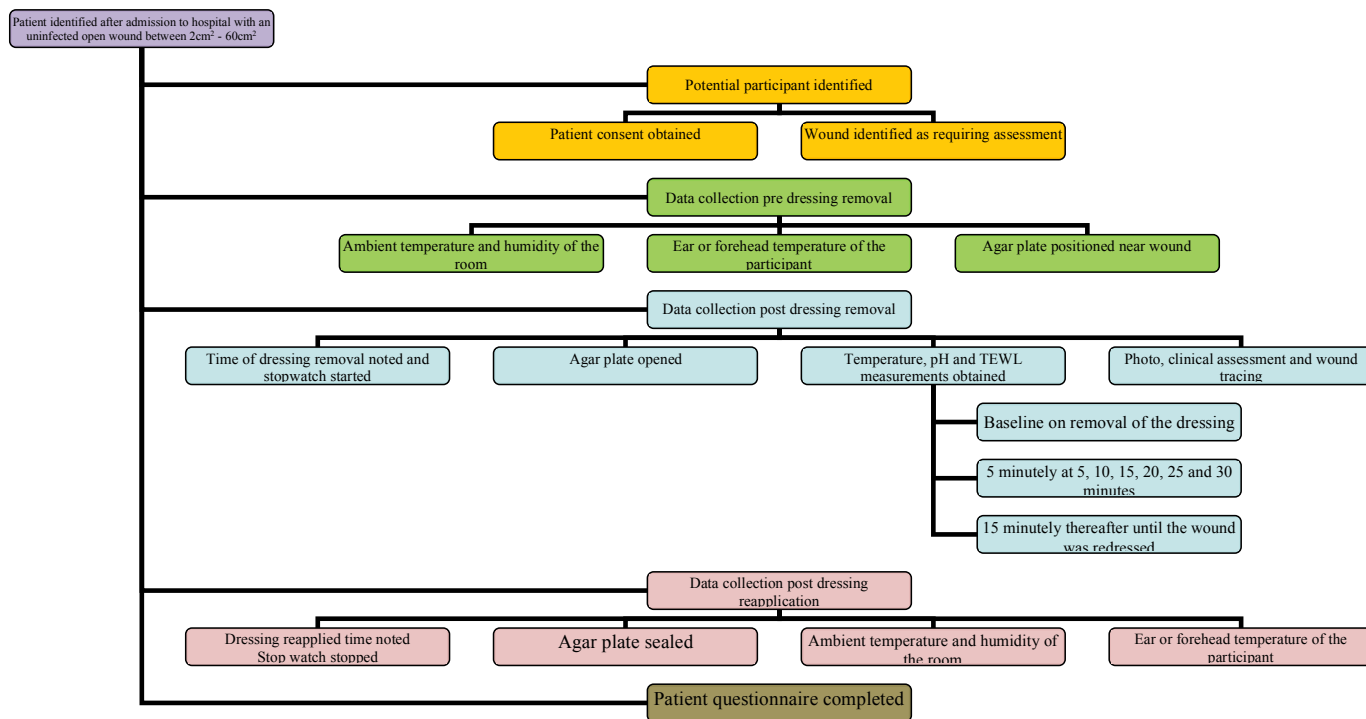 Patient identified after admission to hospital with an
uninfected open wound between 2cm² - 60cm²
Potential participant identified
Patient consent obtained
Wound identified as requiring assessment
Data collection pre dressing removal
Ambient temperature and humidity of the
room
Ear or forehead temperature of the
participant
Agar plate positioned near wound
Data collection post dressing removal
Time of dressing removal noted and
stopwatch started
Agar plate opened
Temperature, pH and TEWL
measurements obtained
Photo, clinical assessment and wound
tracing
Baseline on removal of the dressing
5 minutely at 5, 10, 15, 20, 25 and 30
minutes
15 minutely thereafter until the wound
was redressed
Data collection post dressing
reapplication
Dressing reapplied time noted
Stop watch stopped
Agar plate sealed
Ambient temperature and humidity of
the room
Ear or forehead temperature of the
participant
Patient questionnaire completed